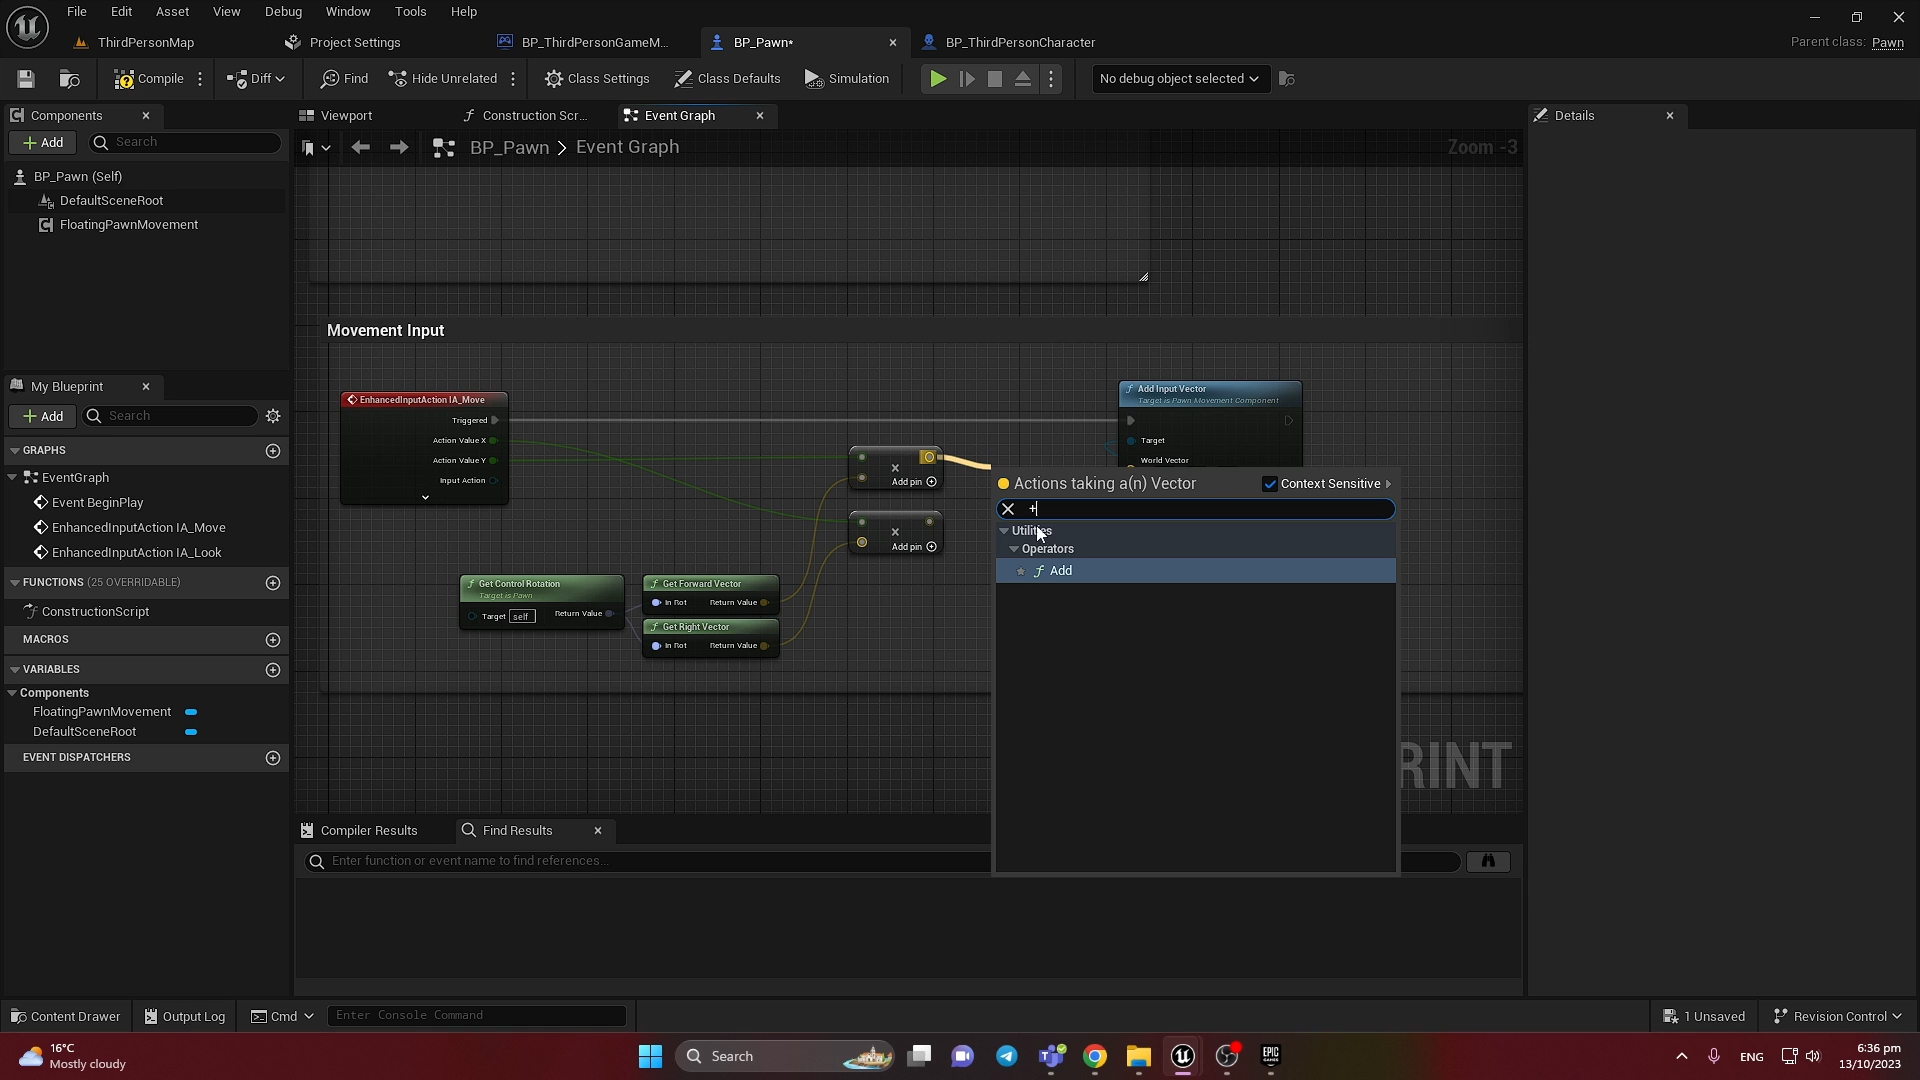 File Edit Asset View Debug Window Tools Help
ThirdPersonMap Project Settings BP_ThirdPersonGameM... BP_Pawn* BP_ThirdPersonCharacter Parent class: Pawn
Compile Diff Find Hide Unrelated Class Settings Class Defaults Simulation No debug object selected
Components Viewport Construction Scr... Event Graph Details
Add Search BP_Pawn > Event Graph Zoom -3
BP_Pawn (Self)
DefaultSceneRoot
FloatingPawnMovement
Movement Input
My Blueprint
Add Search
GRAPHS
EventGraph
Event BeginPlay
EnhancedInputAction IA_Move
EnhancedInputAction IA_Look
FUNCTIONS (25 OVERRIDABLE)
ConstructionScript
MACROS
VARIABLES
Components
FloatingPawnMovement
DefaultSceneRoot
EVENT DISPATCHERS
EnhancedInputAction IA_Move
Triggered
Action Value X
Action Value Y
Input Action
Add pin
Add pin
Get Control Rotation
Target is Pawn
Target self Return Value
Get Forward Vector
In Rot Return Value
Get Right Vector
In Rot Return Value
Add Input Vector
Target is Pawn Movement Component
Target
World Vector
Actions taking a(n) Vector Context Sensitive
+
Utilities
Operators
Add
RINT
Compiler Results Find Results
Enter function or event name to find references...
Content Drawer Output Log Cmd Enter Console Command 1 Unsaved Revision Control
16°C
Mostly cloudy
Search
EPIC
GAMES
ENG
6:36 pm
13/10/2023